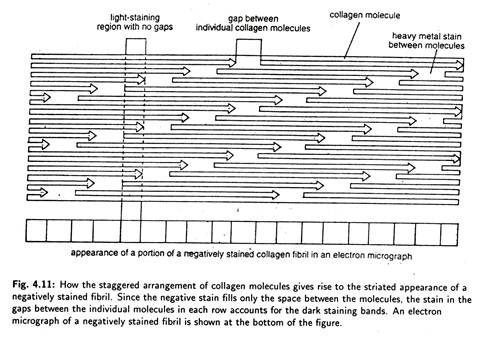 light-staining
region with no gaps
gap between
individual collagen molecules
collagen molecule
heavy metal stain
between molecules
appearance of a portion of a negatively stained collagen fibril in an electron micrograph
Fig. 4.11: How the staggered arrangement of collagen molecules gives rise to the striated appearance of a
negatively stained fibril. Since the negative stain fills only the space between the molecules, the stain in the
gaps between the individual molecules in each row accounts for the dark staining bands. An electron
micrograph of a negatively stained fibril is shown at the bottom of the figure.